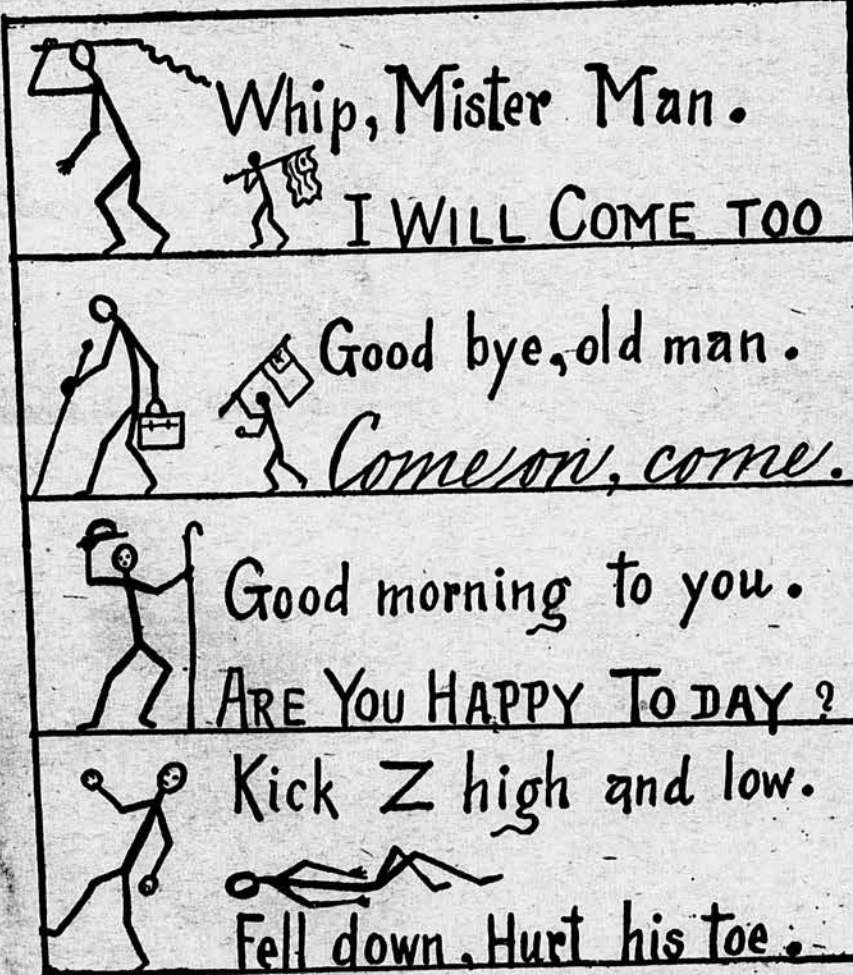 Whip, Mister Man.
I WILL COME TOO
Good bye, old man.
Come on, come.
Good morning to you.
ARE YOU HAPPY TO DAY ?
Kick Z high and low.
Fell down. Hurt his toe.